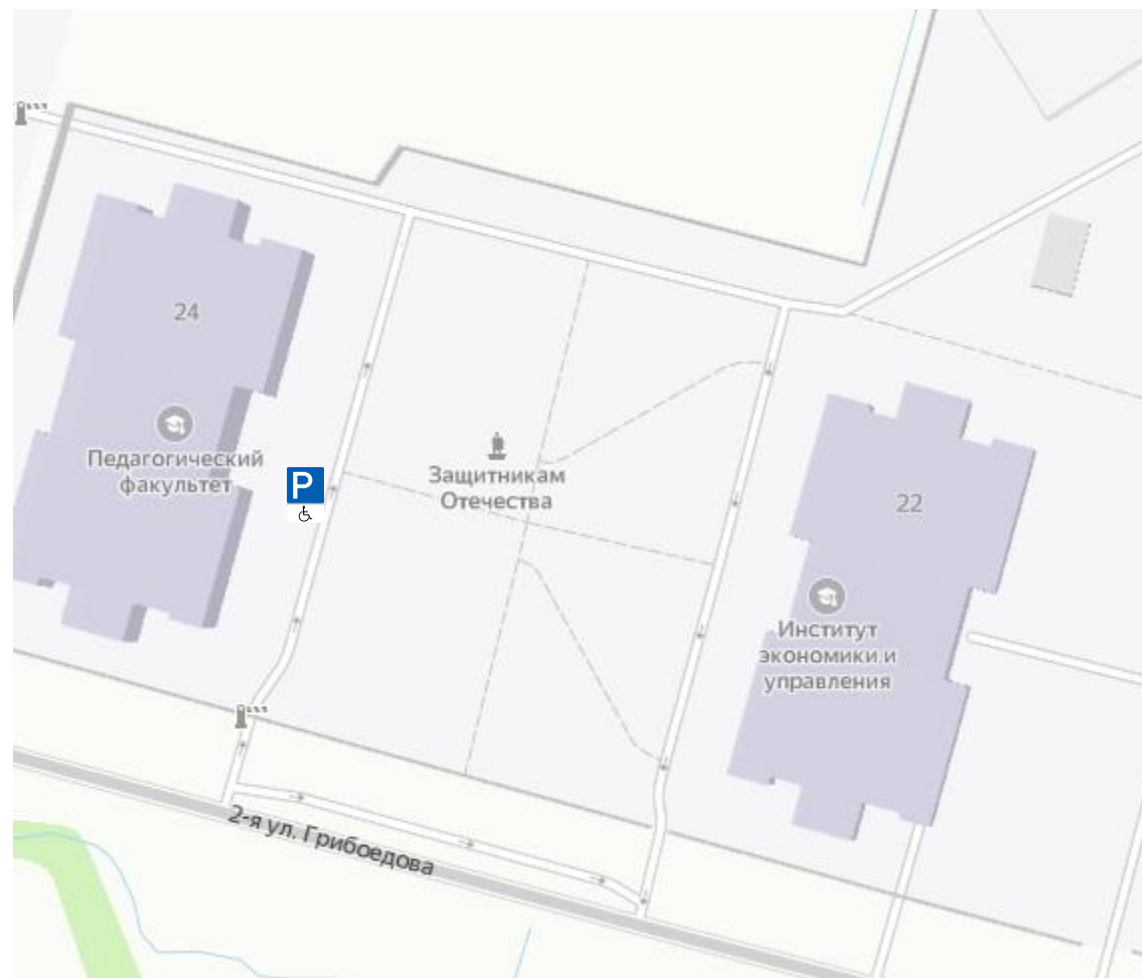 24
Педагогический
факультет
P
Защитникам
Отечества
22
Институт
экономики и
управления
2-я ул. Грибоедова